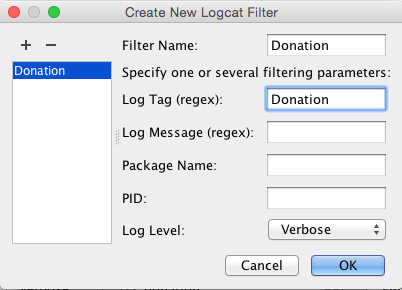 Create New Logcat Filter
+ −
Donation
Filter Name: Donation
Specify one or several filtering parameters:
Log Tag (regex): Donation
Log Message (regex):
Package Name:
PID:
Log Level: Verbose
Cancel OK